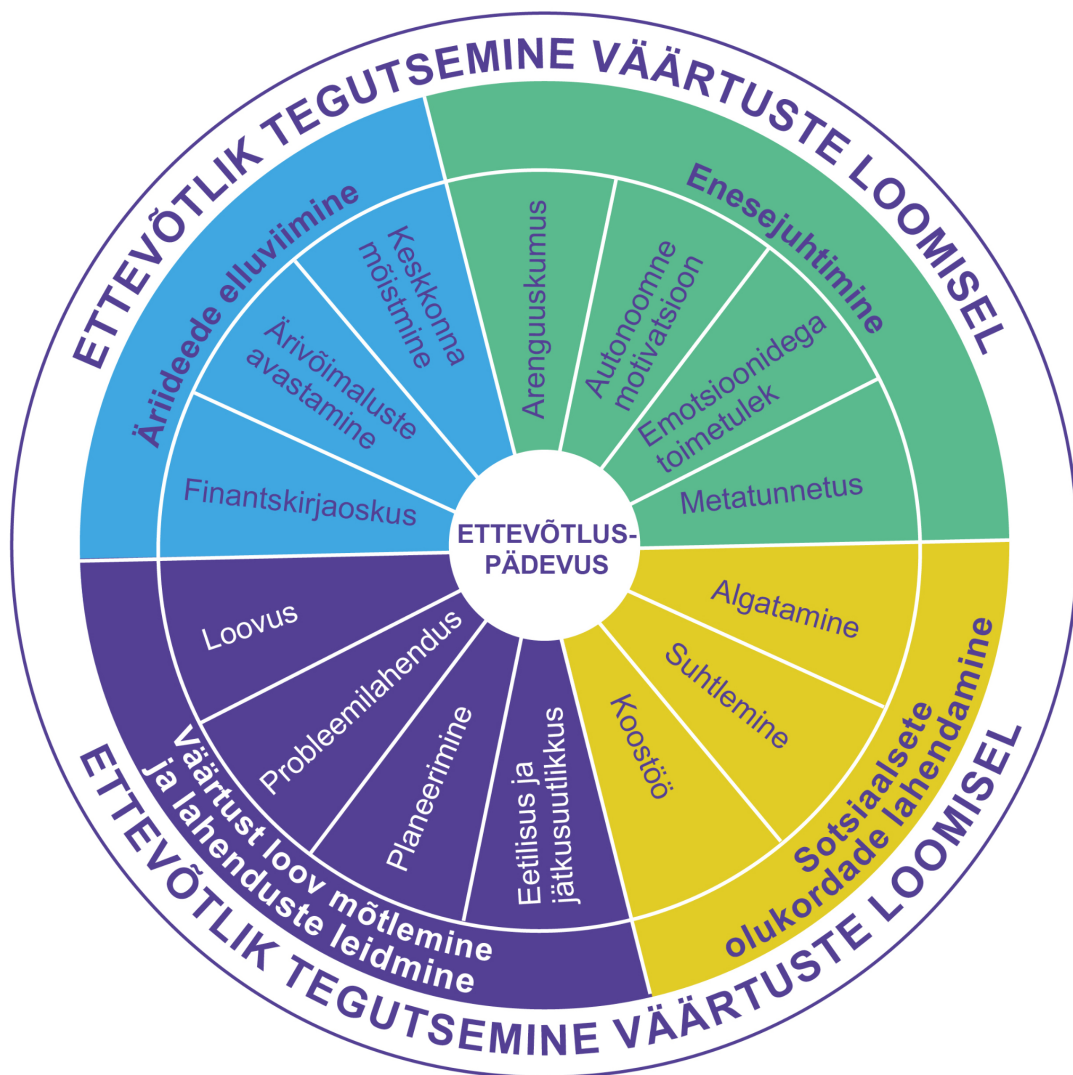 ETTEVÕTLIK TEGUTSEMINE VÄÄRTUSTE LOOMISEL
Enesejuhtimine
Arenguuskumus
Autonoomne
motivatsioon
Emotsioonidega
toimetulek
Metatunnetus
Sotsiaalsete
olukordade lahendamine
Algatamine
Suhtlemine
Koostöö
väärtust loov mõtlemine
ja lahenduste leidmine
Eetilisus ja
jätkusuutlikkus
Planeerimine
Probleemilahendus
Loovus
Äriideede elluviimine
Finantskirjaoskus
Ärivõimaluste
avastamine
Keskkonna
mõistmine
ETTEVÕTLUS-
PÄDEVUS
ETTEVÕTLIK TEGUTSEMINE VÄÄRTUSTE LOOMISEL